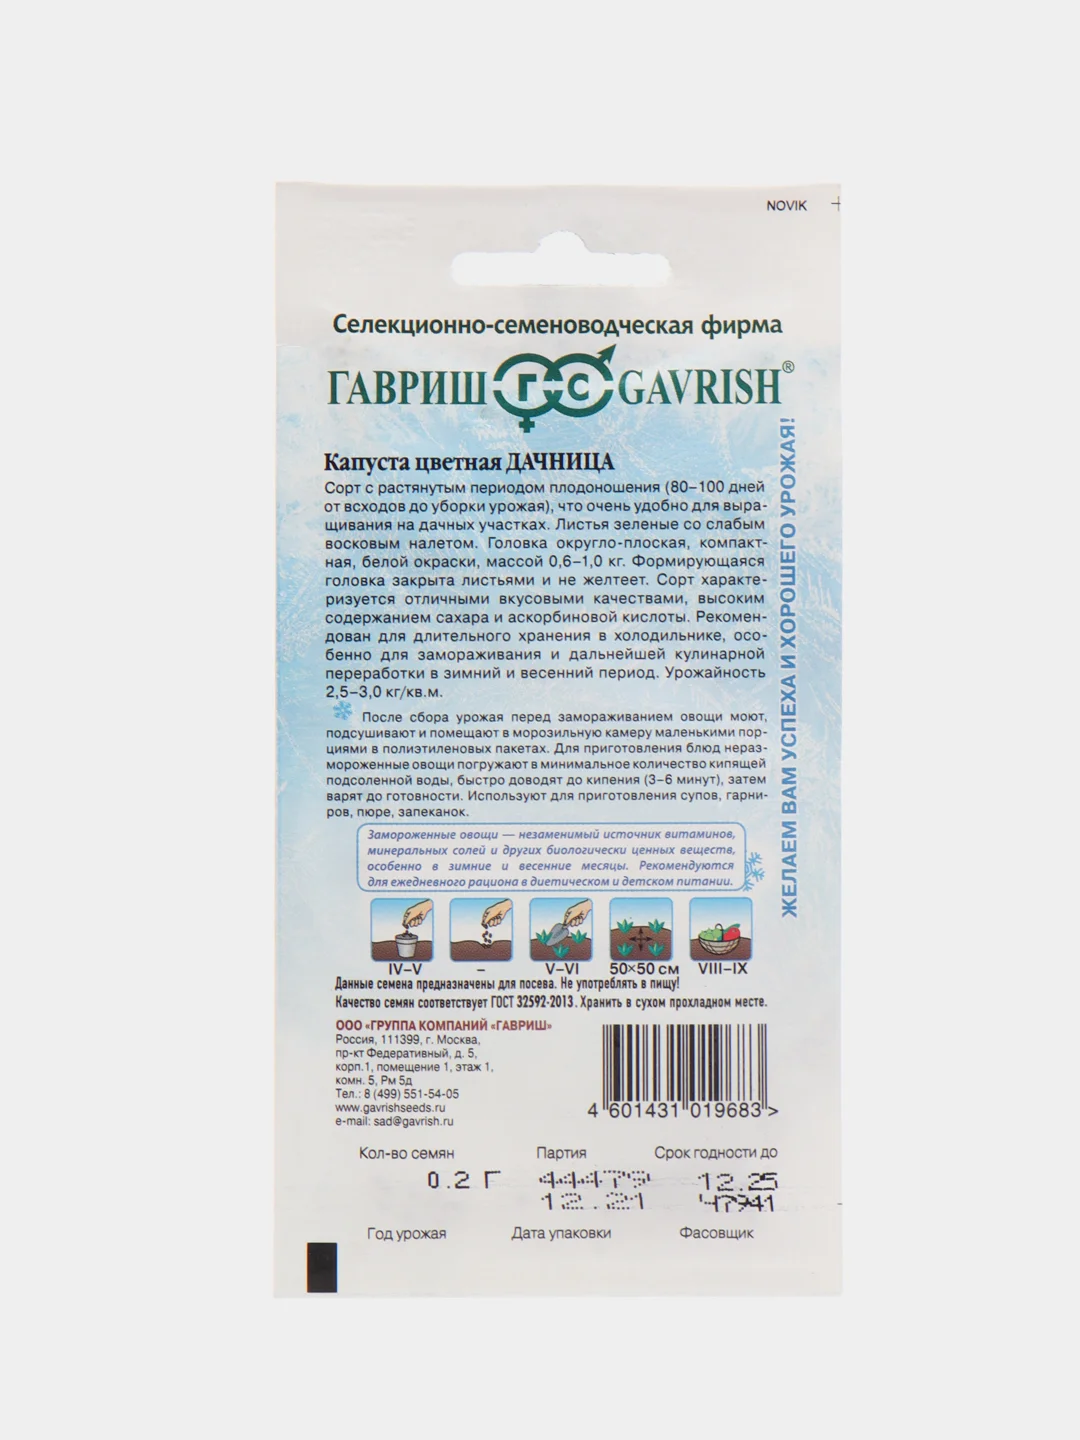 NOVIK
Селекционно-семеноводческая фирма
ГАВРИШ Г С GAVRISH®
Капуста цветная ДАЧНИЦА
Сорт с растянутым периодом плодоношения (80–100 дней
от всходов до уборки урожая), что очень удобно для выра-
щивания на дачных участках. Листья зеленые со слабым
восковым налетом. Головка округло-плоская, компакт-
ная, белой окраски, массой 0,6–1,0 кг. Формирующаяся
головка закрыта листьями и не желтеет. Сорт характе-
ризуется отличными вкусовыми качествами, высоким
содержанием сахара и аскорбиновой кислоты. Рекомен-
дован для длительного хранения в холодильнике, осо-
бенно для замораживания и дальнейшей кулинарной
переработки в зимний и весенний период. Урожайность
2,5–3,0 кг/кв.м.
После сбора урожая перед замораживанием овощи моют,
подсушивают и помещают в морозильную камеру маленькими пор-
циями в полиэтиленовых пакетах. Для приготовления блюд нераз-
мороженные овощи погружают в минимальное количество кипящей
подсоленной воды, быстро доводят до кипения (3–6 минут), затем
варят до готовности. Используют для приготовления супов, гарни-
ров, пюре, запеканок.
Замороженные овощи — незаменимый источник витаминов,
минеральных солей и других биологически ценных веществ,
особенно в зимние и весенние месяцы. Рекомендуются
для ежедневного рациона в диетическом и детском питании.
ЖЕЛАЕМ ВАМ УСПЕХА И ХОРОШЕГО УРОЖАЯ!
IV–V – V–VI 50×50 см VIII–IX
Данные семена предназначены для посева. Не употреблять в пищу!
Качество семян соответствует ГОСТ 32592-2013. Хранить в сухом прохладном месте.
ООО «ГРУППА КОМПАНИЙ «ГАВРИШ»
Россия, 111399, г. Москва,
пр-кт Федеративный, д. 5,
корп.1, помещение 1, этаж 1,
комн. 5, Рм 5д
Тел.: 8 (499) 551-54-05
www.gavrishseeds.ru
e-mail: sad@gavrish.ru
4 601431 019683 >
Кол-во семян Партия Срок годности до
0.2 Г 44479 12.25
12.21 47941
Год урожая Дата упаковки Фасовщик